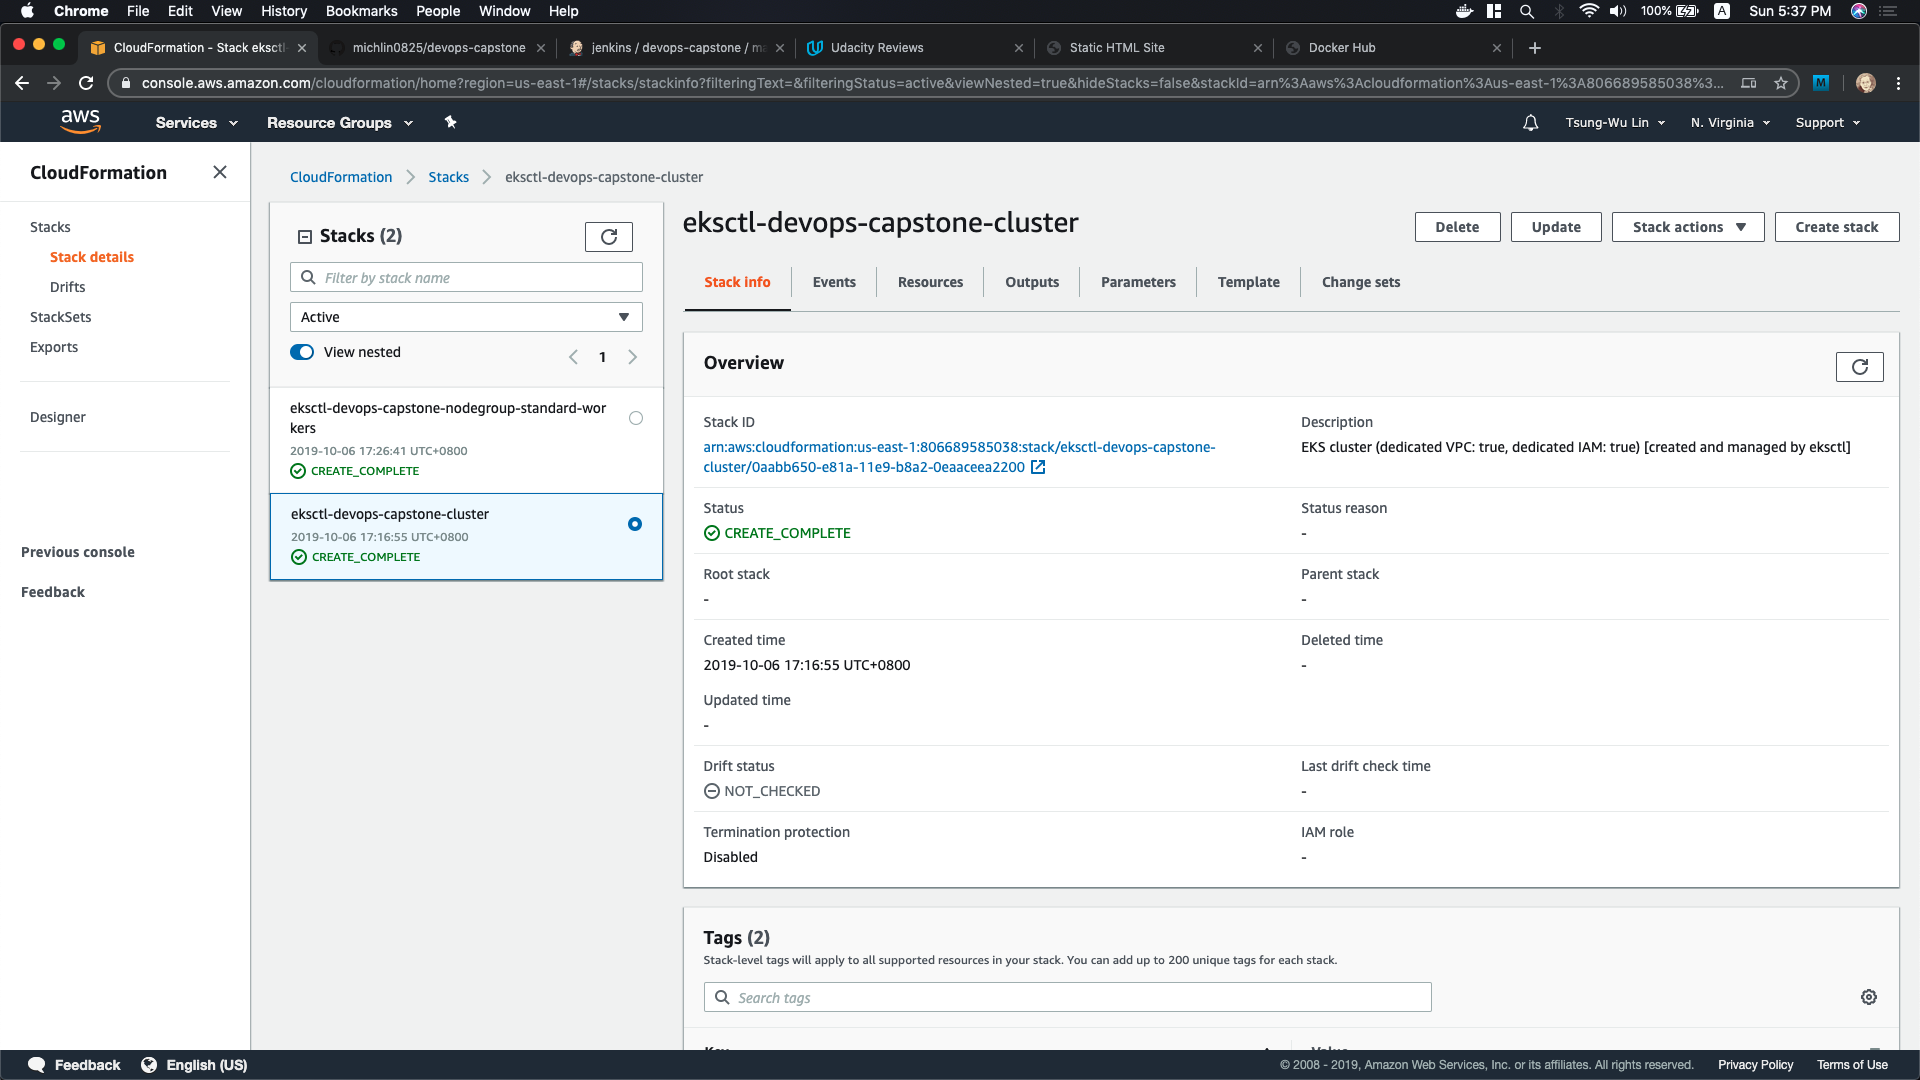 Chrome File Edit View History Bookmarks People Window Help 100% A Sun 5:37 PM
CloudFormation - Stack eksctl- michlin0825/devops-capstone jenkins / devops-capstone / ma Udacity Reviews Static HTML Site Docker Hub
console.aws.amazon.com/cloudformation/home?region=us-east-1#/stacks/stackinfo?filteringText=&filteringStatus=active&viewNested=true&hideStacks=false&stackId=arn%3Aaws%3Acloudformation%3Aus-east-1%3A806689585038%3... M
aws Services Resource Groups Tsung-Wu Lin N. Virginia Support
CloudFormation
Stacks
Stack details
Drifts
StackSets
Exports
Designer
Previous console
Feedback
CloudFormation Stacks eksctl-devops-capstone-cluster
Stacks (2)
Filter by stack name
Active
View nested 1
eksctl-devops-capstone-nodegroup-standard-wor
kers
2019-10-06 17:26:41 UTC+0800
CREATE_COMPLETE
eksctl-devops-capstone-cluster
2019-10-06 17:16:55 UTC+0800
CREATE_COMPLETE
eksctl-devops-capstone-cluster
Delete Update Stack actions Create stack
Stack info Events Resources Outputs Parameters Template Change sets
Overview
Stack ID
arn:aws:cloudformation:us-east-1:806689585038:stack/eksctl-devops-capstone-
cluster/0aabb650-e81a-11e9-b8a2-0eaaceea2200
Description
EKS cluster (dedicated VPC: true, dedicated IAM: true) [created and managed by eksctl]
Status
CREATE_COMPLETE
Status reason
-
Root stack
-
Parent stack
-
Created time
2019-10-06 17:16:55 UTC+0800
Deleted time
-
Updated time
-
Drift status
NOT_CHECKED
Last drift check time
-
Termination protection
Disabled
IAM role
-
Tags (2)
Stack-level tags will apply to all supported resources in your stack. You can add up to 200 unique tags for each stack.
Search tags
Feedback English (US) © 2008 - 2019, Amazon Web Services, Inc. or its affiliates. All rights reserved. Privacy Policy Terms of Use